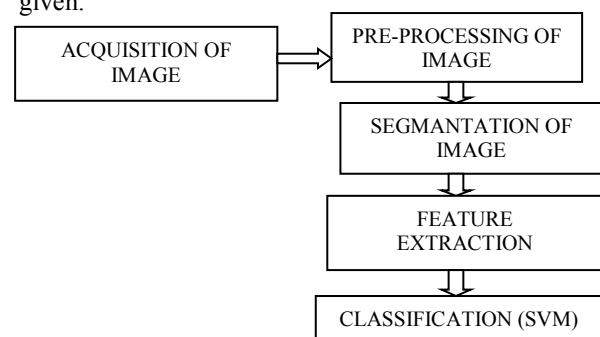 given.
ACQUISITION OF
IMAGE
PRE-PROCESSING OF
IMAGE
SEGMANTATION OF
IMAGE
FEATURE
EXTRACTION
CLASSIFICATION (SVM)